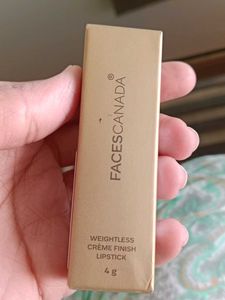 FACESCANADA®
WEIGHTLESS
CRÈME FINISH
LIPSTICK
4 g